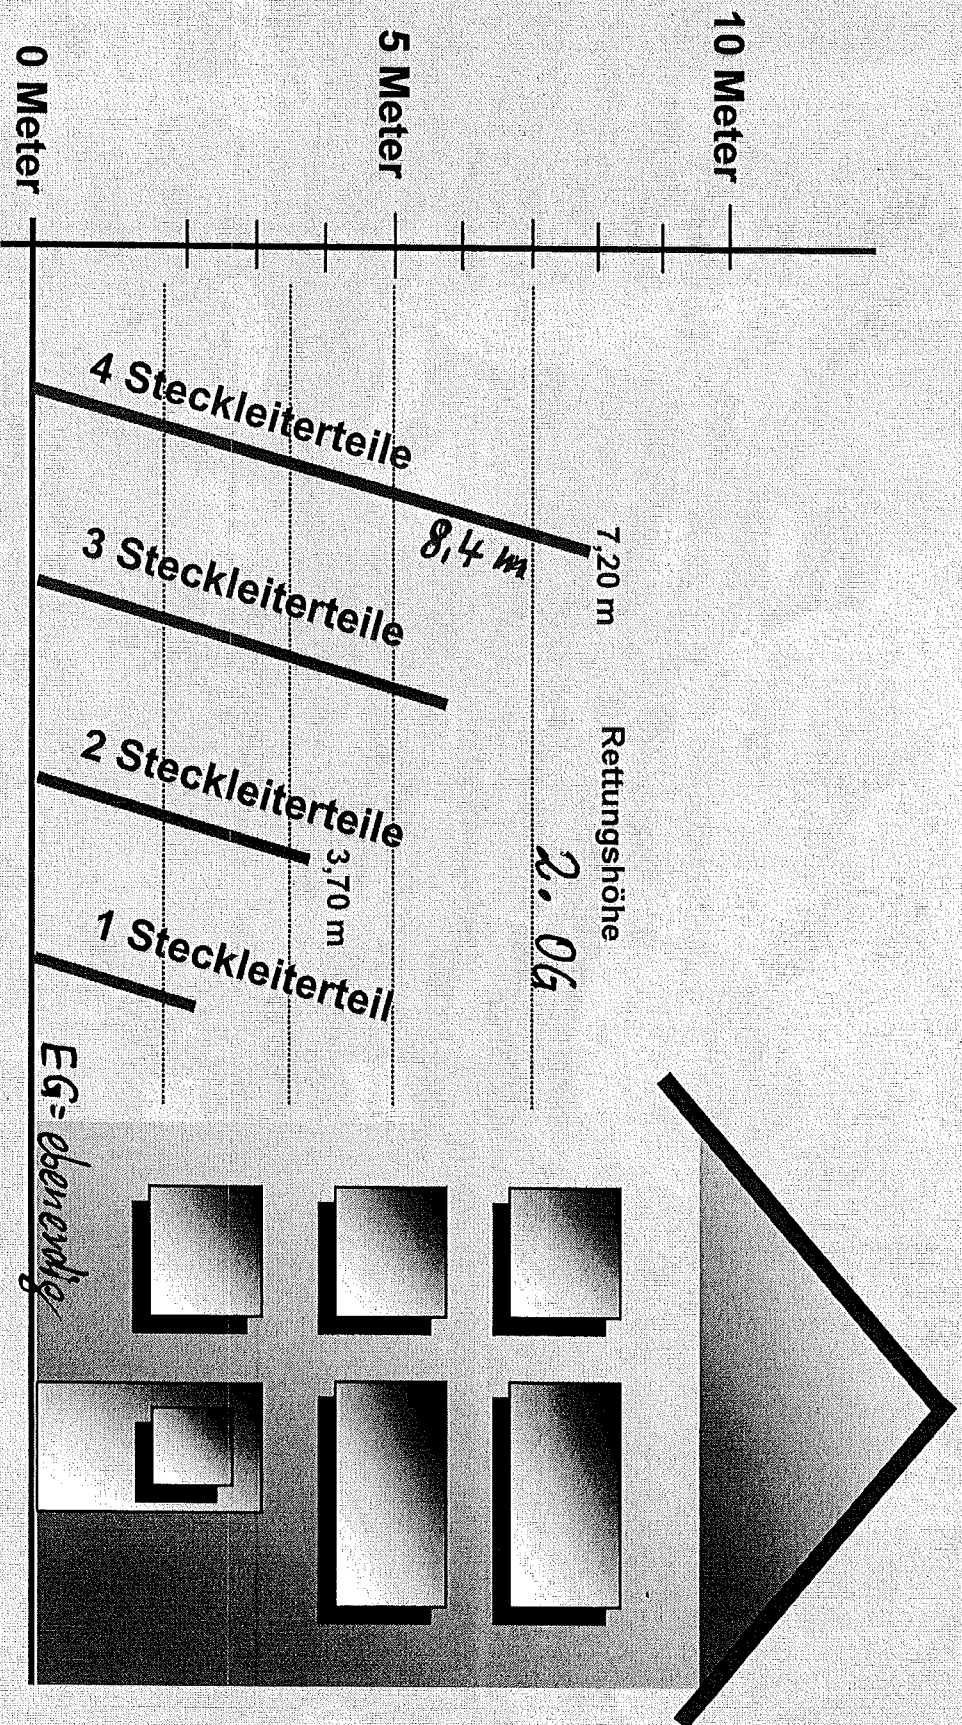 10 Meter
5 Meter
0 Meter
7,20 m
Rettungshöhe
2. OG
4 Steckleiterteile
8,4 m
3 Steckleiterteile
2 Steckleiterteile
3,70 m
1 Steckleiterteil
EG = ebenerdig